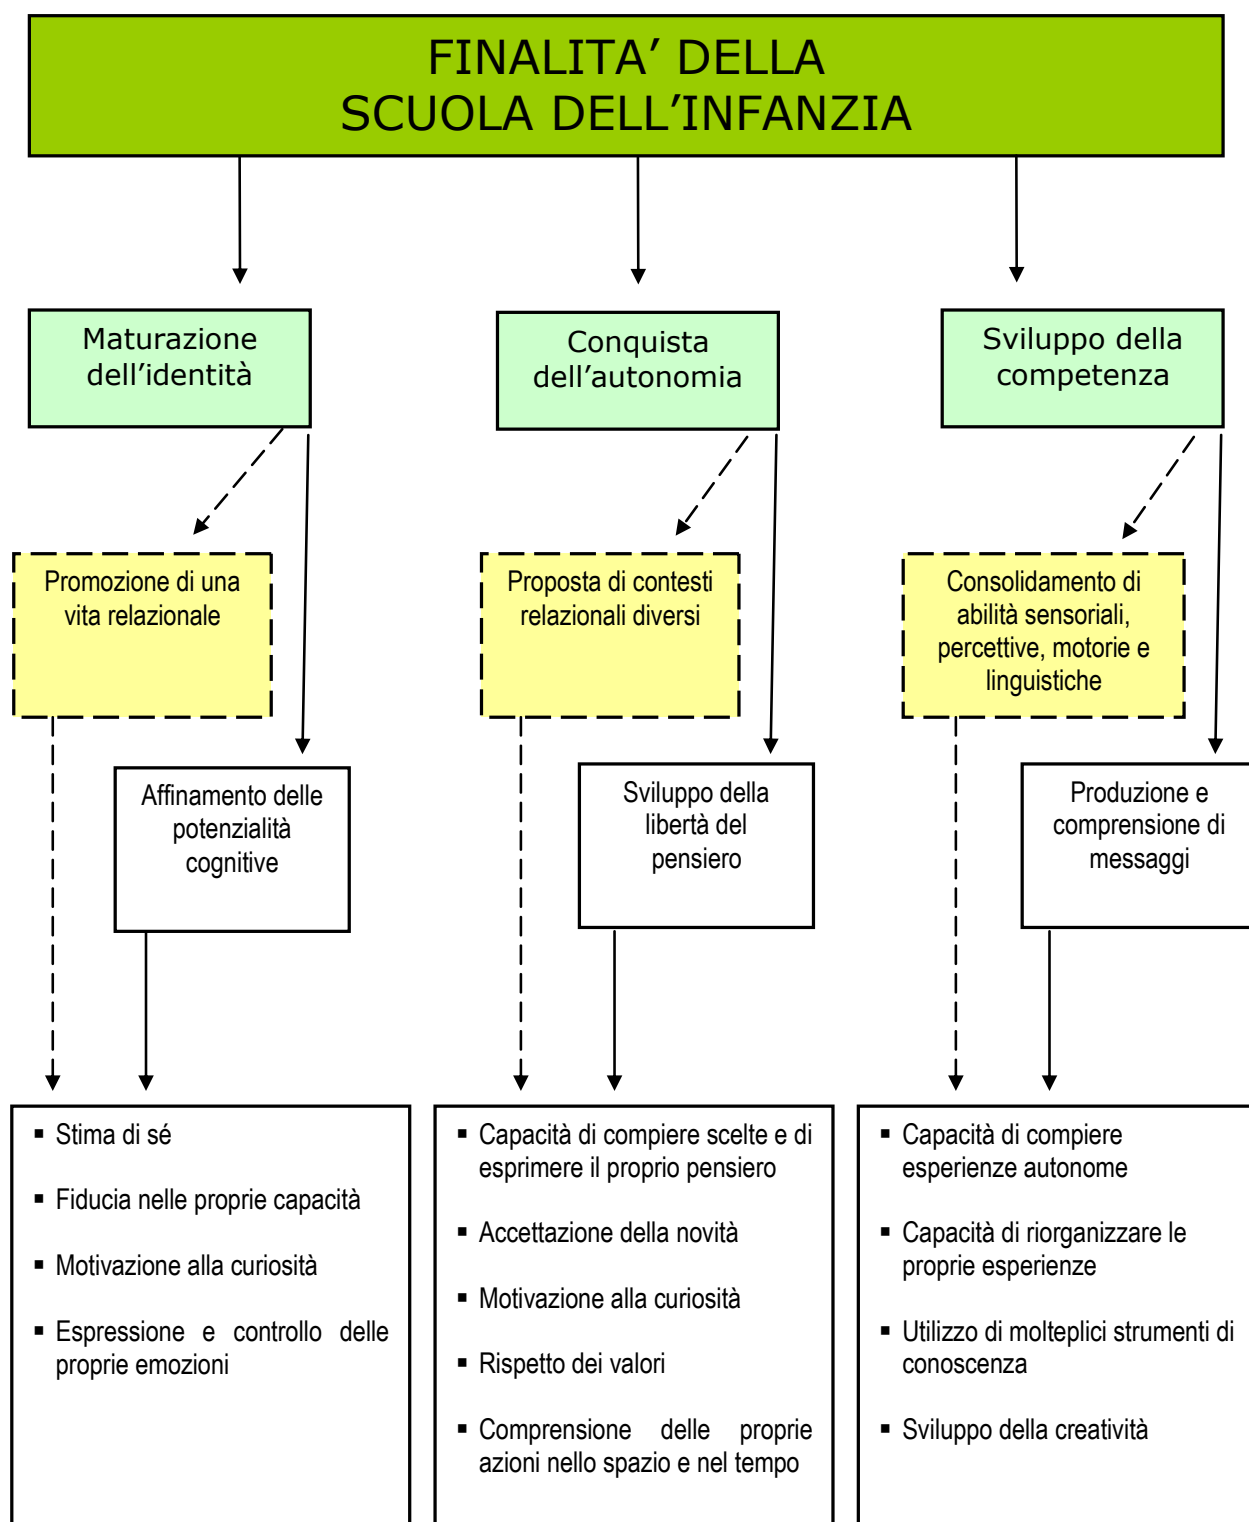 FINALITA’ DELLA
SCUOLA DELL’INFANZIA
Maturazione
dell’identità
Conquista
dell’autonomia
Sviluppo della
competenza
Promozione di una
vita relazionale
Proposta di contesti
relazionali diversi
Consolidamento di
abilità sensoriali,
percettive, motorie e
linguistiche
Affinamento delle
potenzialità
cognitive
Sviluppo della
libertà del
pensiero
Produzione e
comprensione di
messaggi
▪ Stima di sé
▪ Fiducia nelle proprie capacità
▪ Motivazione alla curiosità
▪ Espressione e controllo delle
proprie emozioni
▪ Capacità di compiere scelte e di
esprimere il proprio pensiero
▪ Accettazione della novità
▪ Motivazione alla curiosità
▪ Rispetto dei valori
▪ Comprensione delle proprie
azioni nello spazio e nel tempo
▪ Capacità di compiere
esperienze autonome
▪ Capacità di riorganizzare le
proprie esperienze
▪ Utilizzo di molteplici strumenti di
conoscenza
▪ Sviluppo della creatività